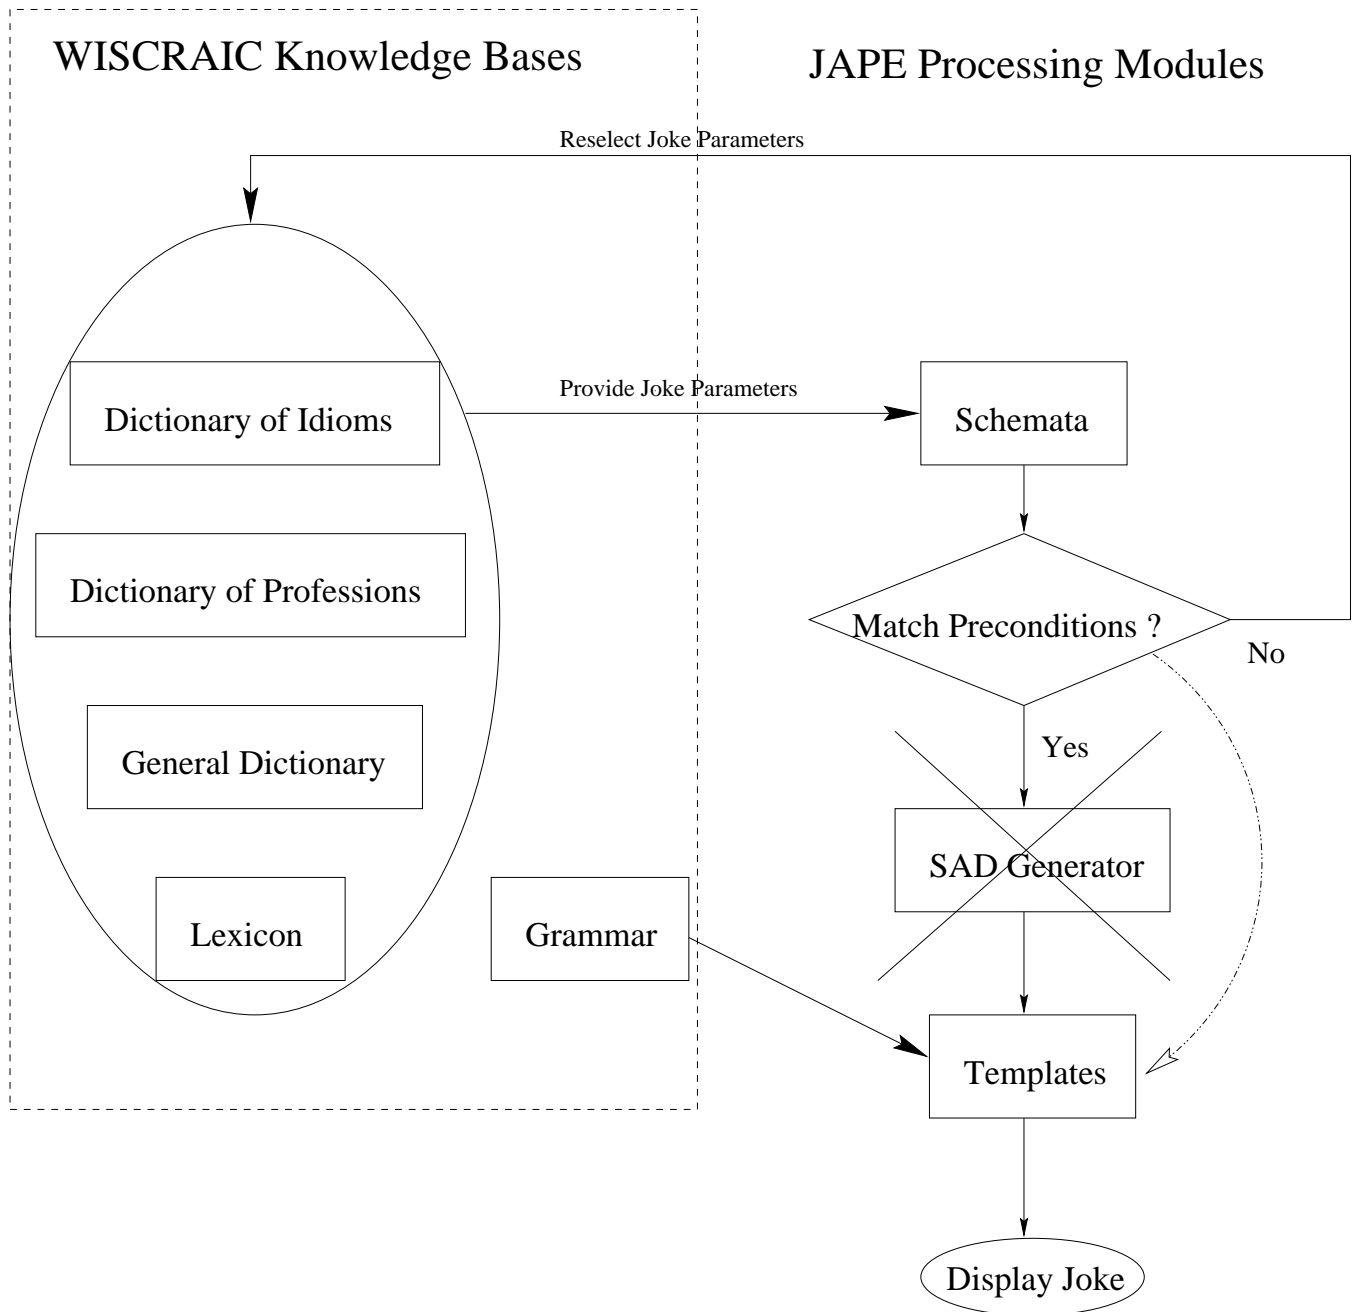 WISCRAIC Knowledge Bases
JAPE Processing Modules
Reselect Joke Parameters
Dictionary of Idioms
Provide Joke Parameters
Schemata
Dictionary of Professions
Match Preconditions ?
No
General Dictionary
Yes
SAD Generator
Lexicon
Grammar
Templates
Display Joke